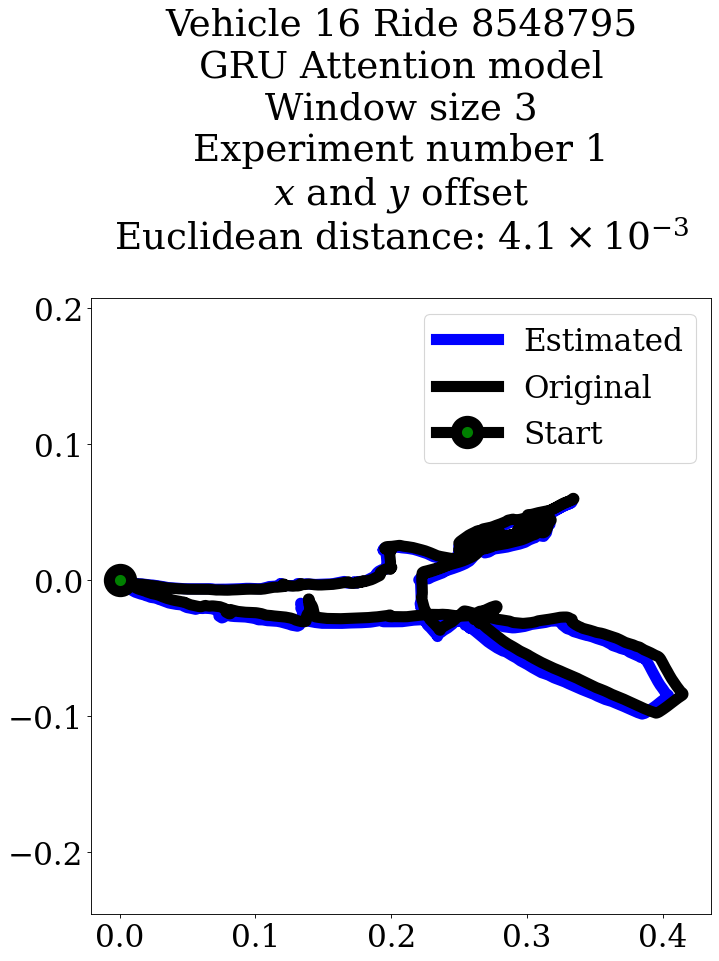 Vehicle 16 Ride 8548795
GRU Attention model
Window size 3
Experiment number 1
x and y offset
Euclidean distance: 4.1 × 10⁻³
Estimated
Original
Start
0.2
0.1
0.0
−0.1
−0.2
0.0 0.1 0.2 0.3 0.4